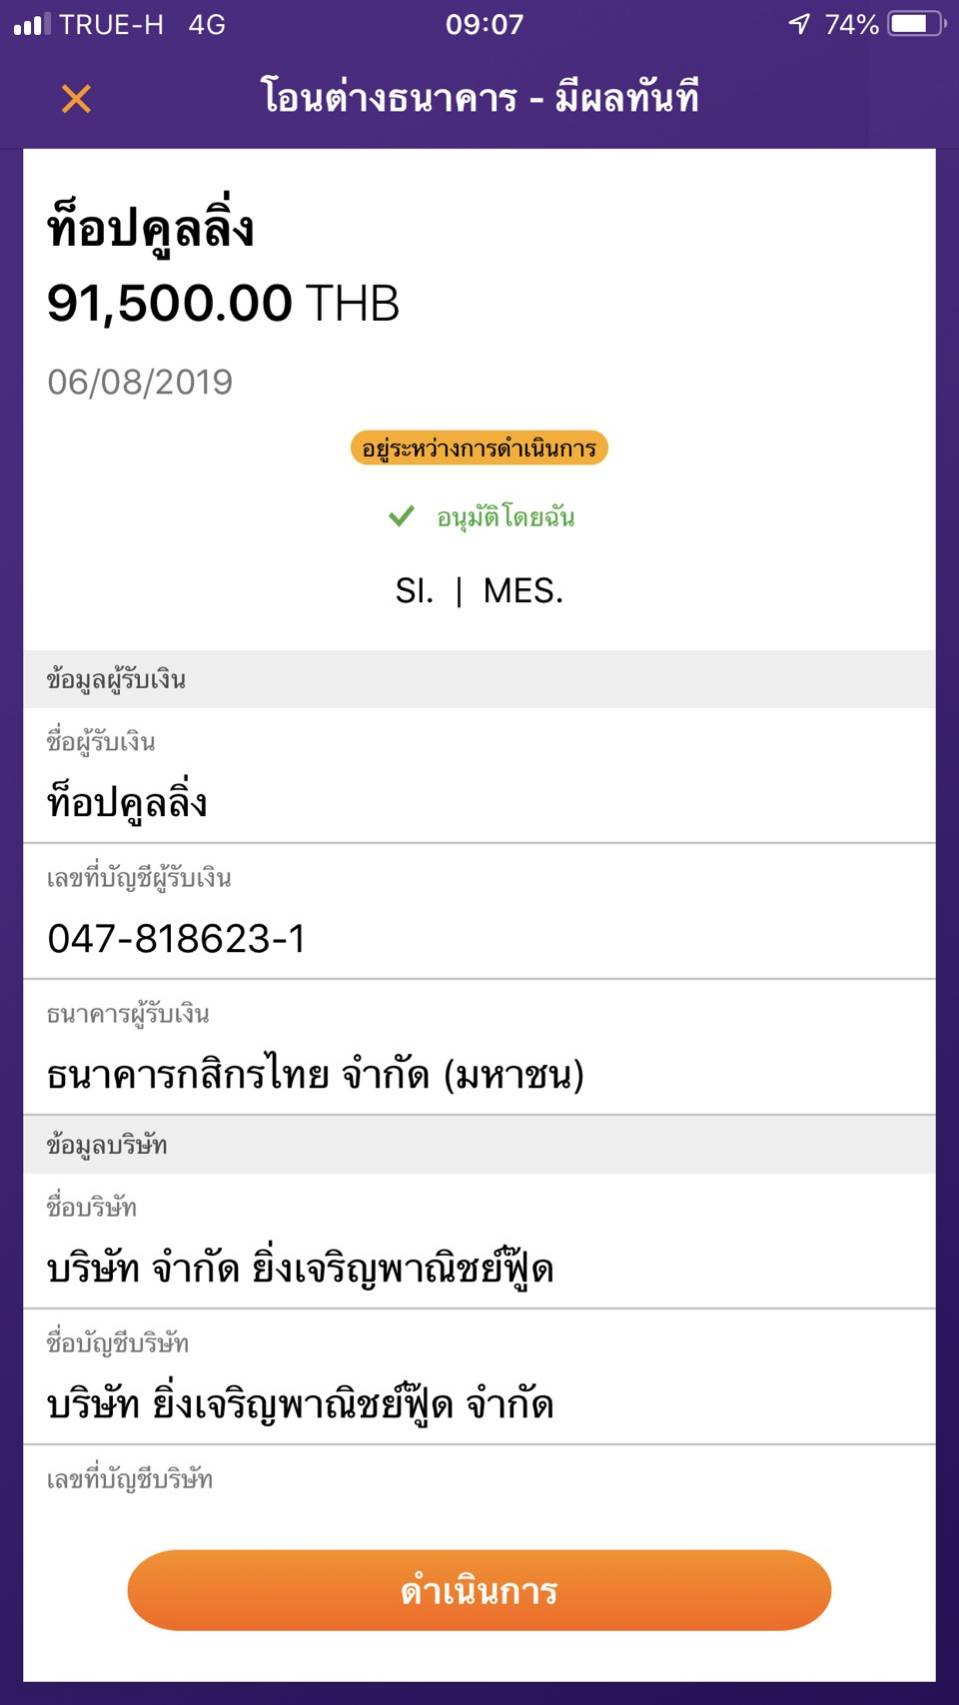 TRUE-H 4G 09:07 74%
โอนต่างธนาคาร - มีผลทันที
ท็อปคูลลิ่ง
91,500.00 THB
06/08/2019
อยู่ระหว่างการดำเนินการ
อนุมัติโดยฉัน
SI. | MES.
ข้อมูลผู้รับเงิน
ชื่อผู้รับเงิน
ท็อปคูลลิ่ง
เลขที่บัญชีผู้รับเงิน
047-818623-1
ธนาคารผู้รับเงิน
ธนาคารกสิกรไทย จำกัด (มหาชน)
ข้อมูลบริษัท
ชื่อบริษัท
บริษัท จำกัด ยิ่งเจริญพาณิชย์ฟู๊ด
ชื่อบัญชีบริษัท
บริษัท ยิ่งเจริญพาณิชย์ฟู๊ด จำกัด
เลขที่บัญชีบริษัท
ดำเนินการ